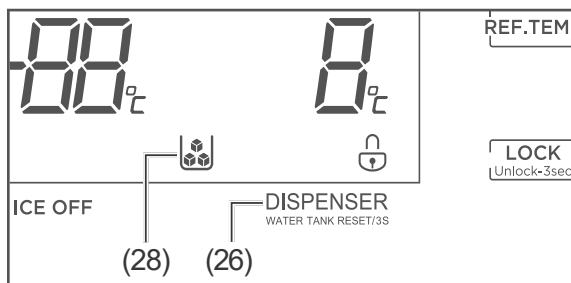 -88°C 8°C
REF.TEM
LOCK
Unlock-3sec
ICE OFF
DISPENSER
WATER TANK RESET/3S
(28) (26)